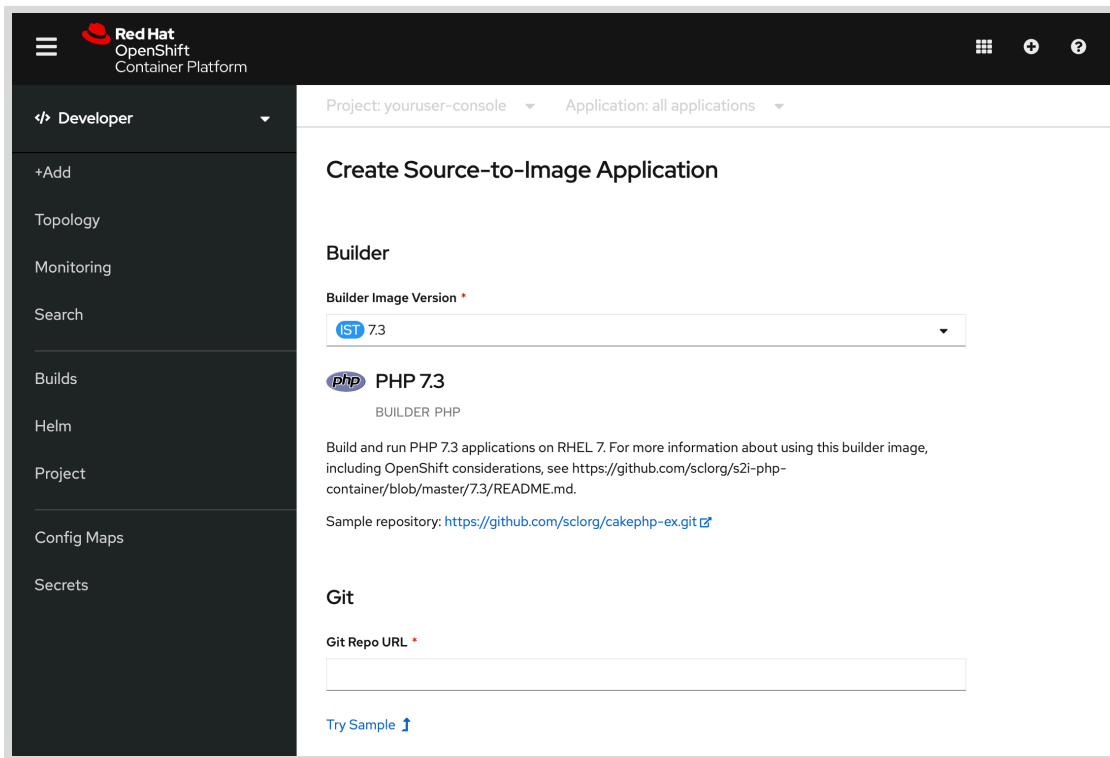 Red Hat
OpenShift
Container Platform
</> Developer
Project: youruser-console
Application: all applications
+Add
Topology
Monitoring
Search
Builds
Helm
Project
Config Maps
Secrets
Create Source-to-Image Application
Builder
Builder Image Version *
IST 7.3
php PHP 7.3
BUILDER PHP
Build and run PHP 7.3 applications on RHEL 7. For more information about using this builder image,
including OpenShift considerations, see https://github.com/sclorg/s2i-php-
container/blob/master/7.3/README.md.
Sample repository: https://github.com/sclorg/cakephp-ex.git
Git
Git Repo URL *
Try Sample